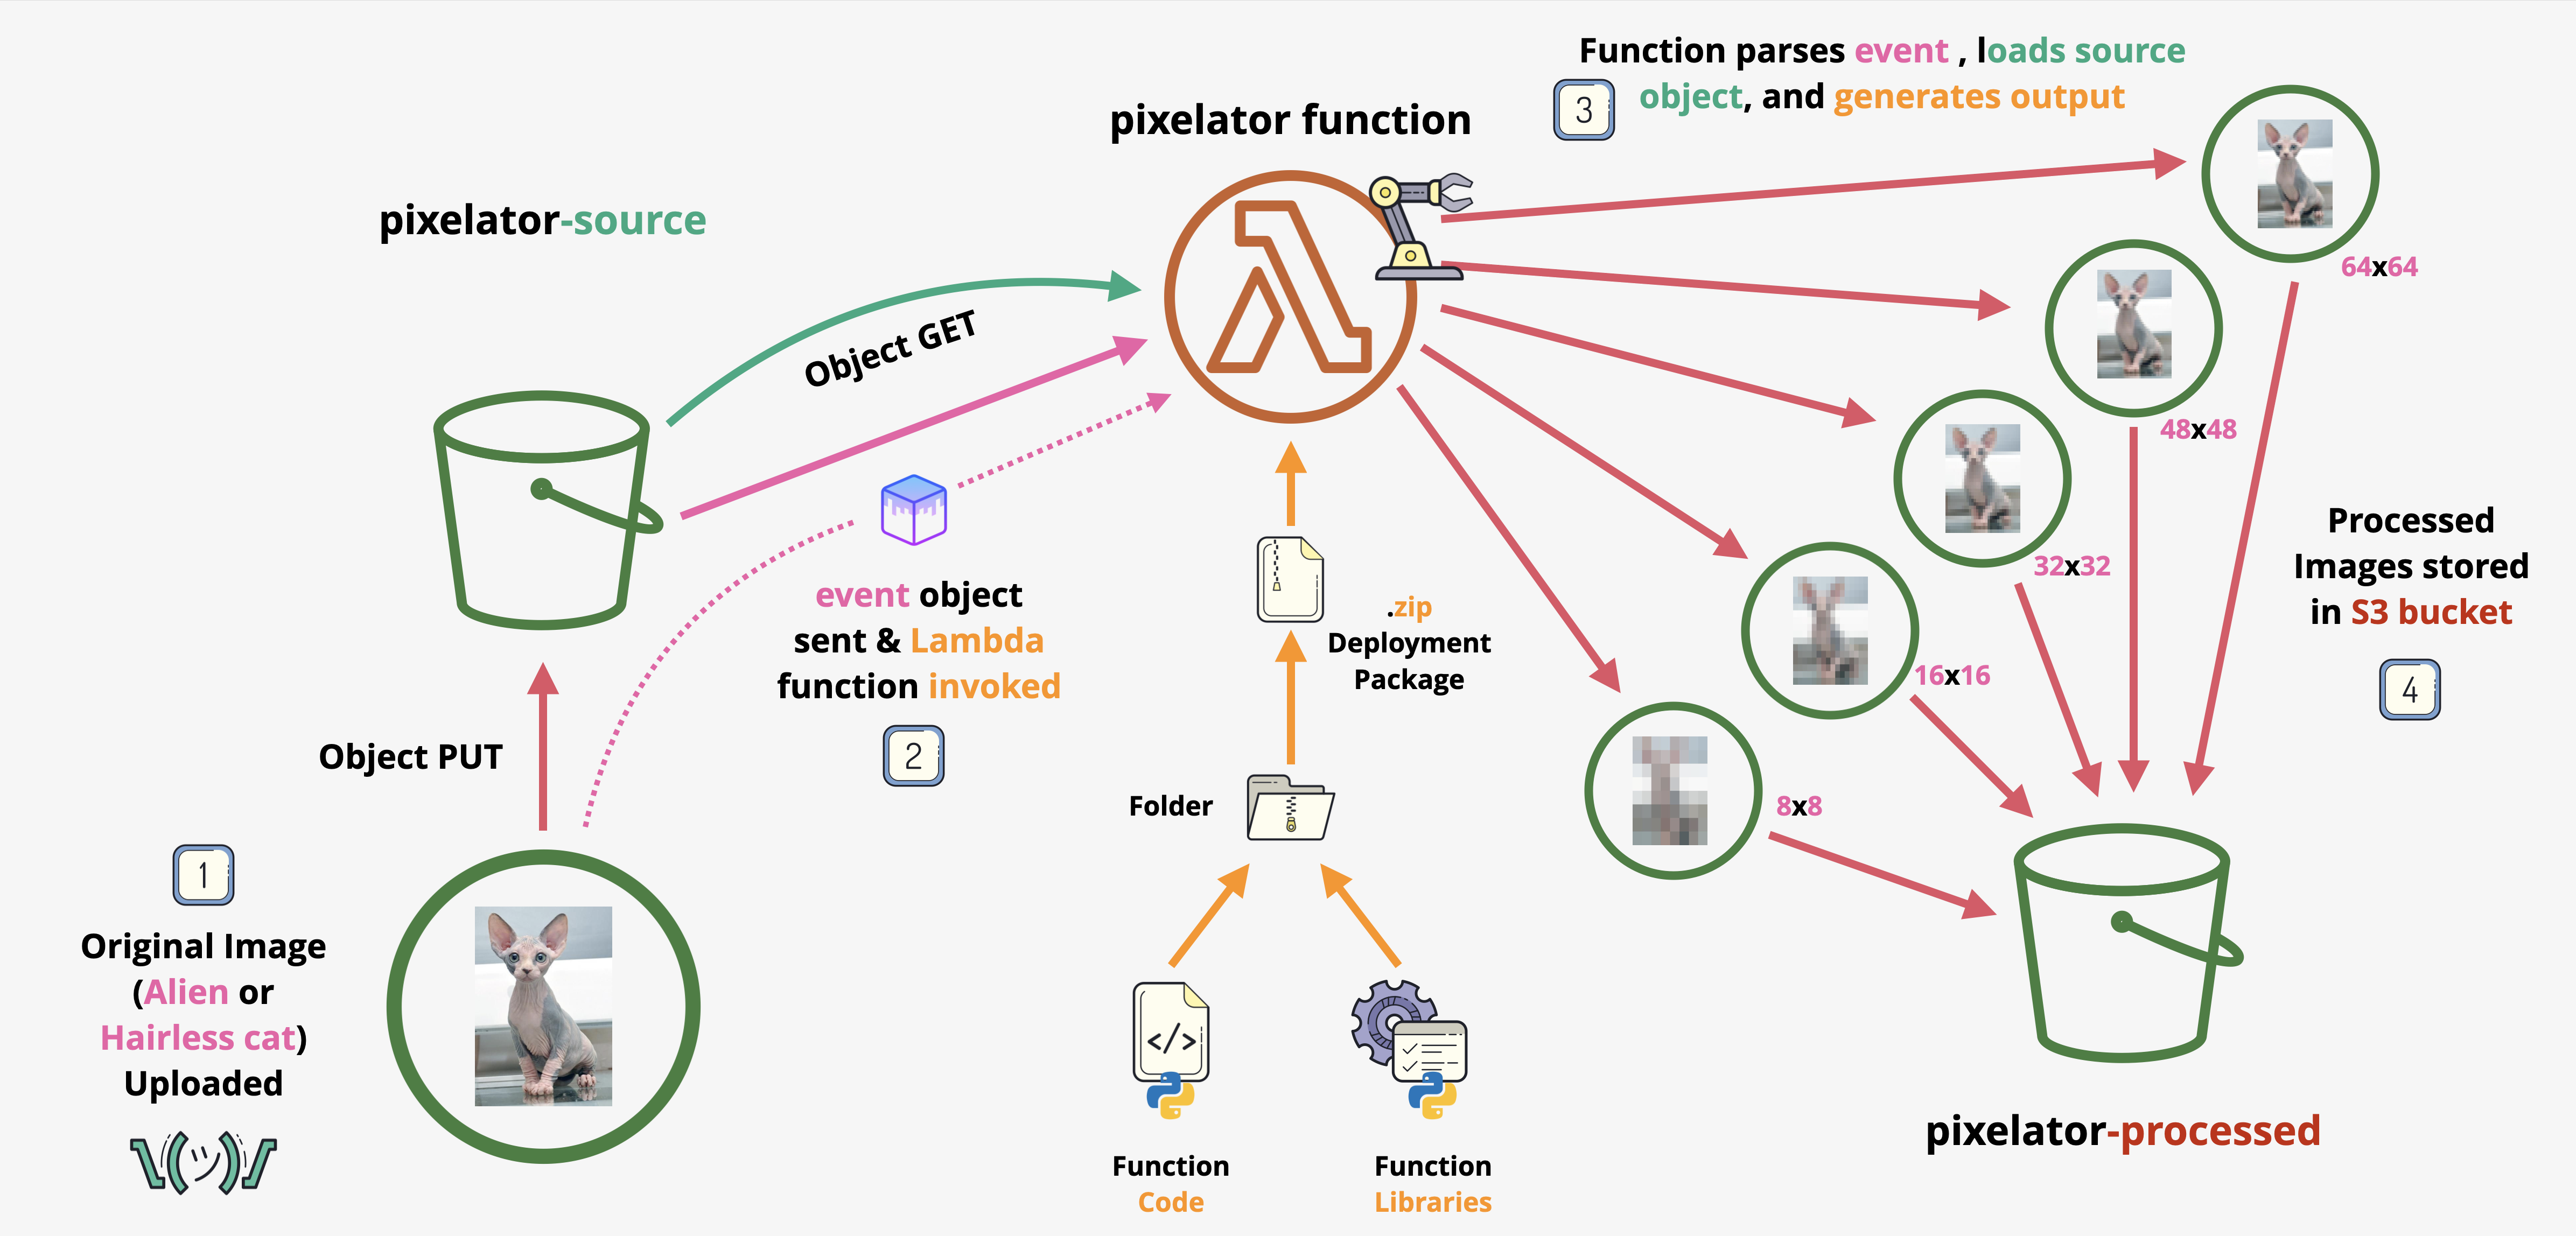 Function parses event , loads source
object, and generates output
3
pixelator function
pixelator-source
64x64
Object GET
48x48
Processed
Images stored
in S3 bucket
4
32x32
event object
sent & Lambda
function invoked
2
.zip
Deployment
Package
16x16
Object PUT
Folder
8x8
1
Original Image
(Alien or
Hairless cat)
Uploaded
¯\_(ツ)_/¯
</>
Function
Code
Function
Libraries
pixelator-processed